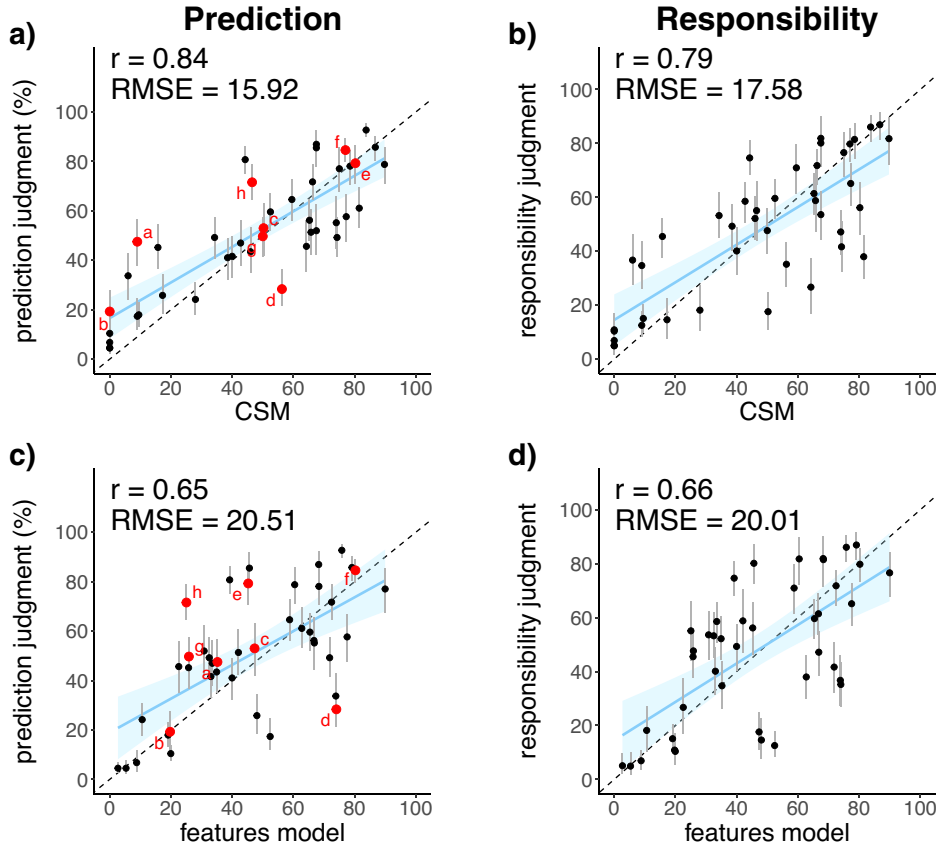 Prediction
Responsibility
a)
r = 0.84
RMSE = 15.92
prediction judgment (%)
100
80
60
40
20
0
a
b
c
d
e
f
g
h
0 20 40 60 80 100
CSM
b)
r = 0.79
RMSE = 17.58
responsibility judgment
100
80
60
40
20
0
0 20 40 60 80 100
CSM
c)
r = 0.65
RMSE = 20.51
prediction judgment (%)
100
80
60
40
20
0
h
e
f
g
c
a
b
d
0 20 40 60 80 100
features model
d)
r = 0.66
RMSE = 20.01
responsibility judgment
100
80
60
40
20
0
0 20 40 60 80 100
features model